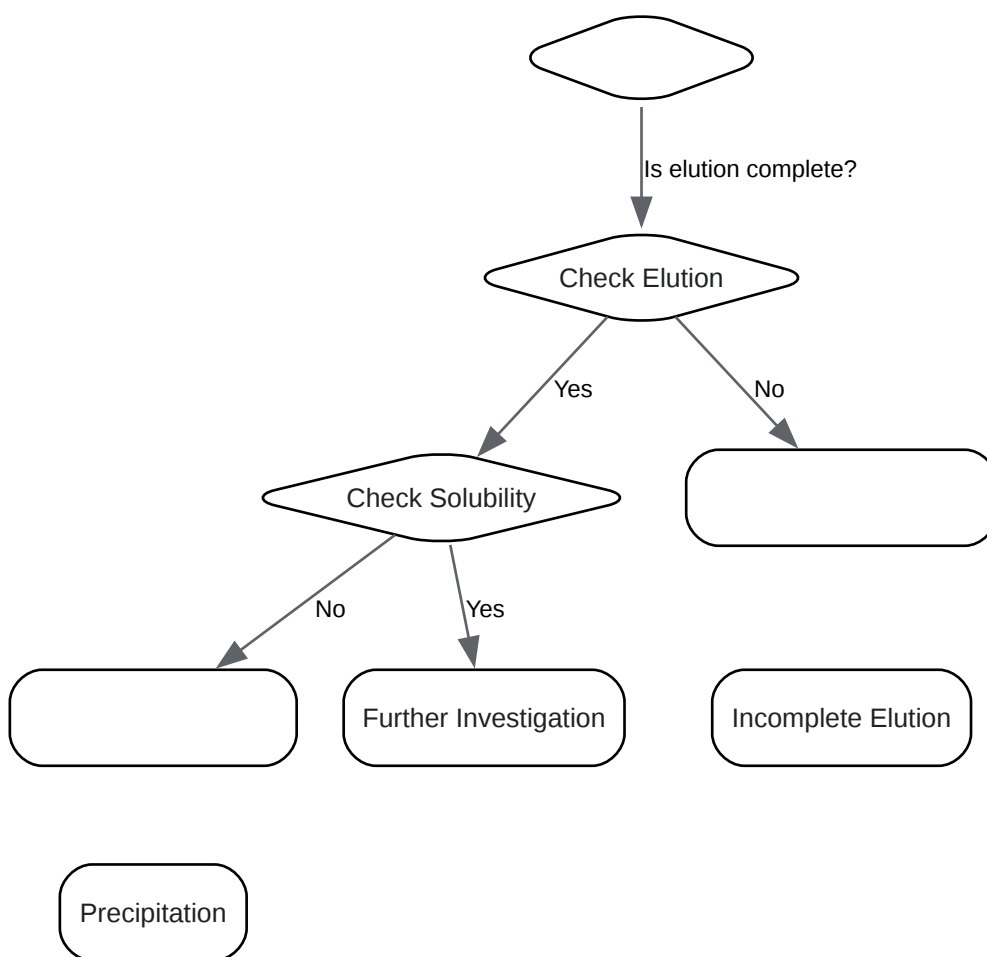 Is elution complete?
Check Elution
Yes
No
Check Solubility
No
Yes
Further Investigation
Incomplete Elution
Precipitation